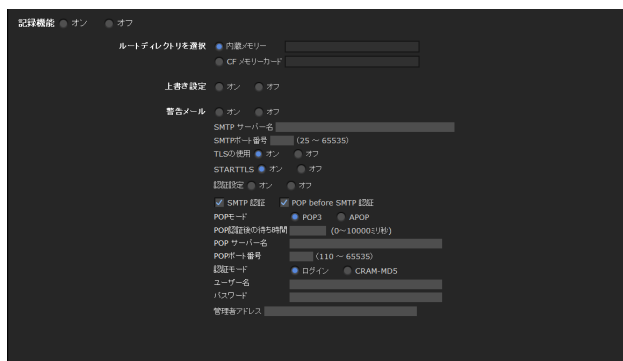 記録機能 オン オフ
ルートディレクトリを選択 内蔵メモリー
CF メモリーカード
上書き設定 オン オフ
警告メール オン オフ
SMTP サーバー名
SMTPポート番号 (25 ～ 65535)
TLSの使用 オン オフ
STARTTLS オン オフ
認証設定 オン オフ
SMTP 認証 POP before SMTP 認証
POPモード POP3 APOP
POP認証後の待ち時間 (0～10000ミリ秒)
POP サーバー名
POPポート番号 (110 ～ 65535)
認証モード ログイン CRAM-MD5
ユーザー名
パスワード
管理者アドレス